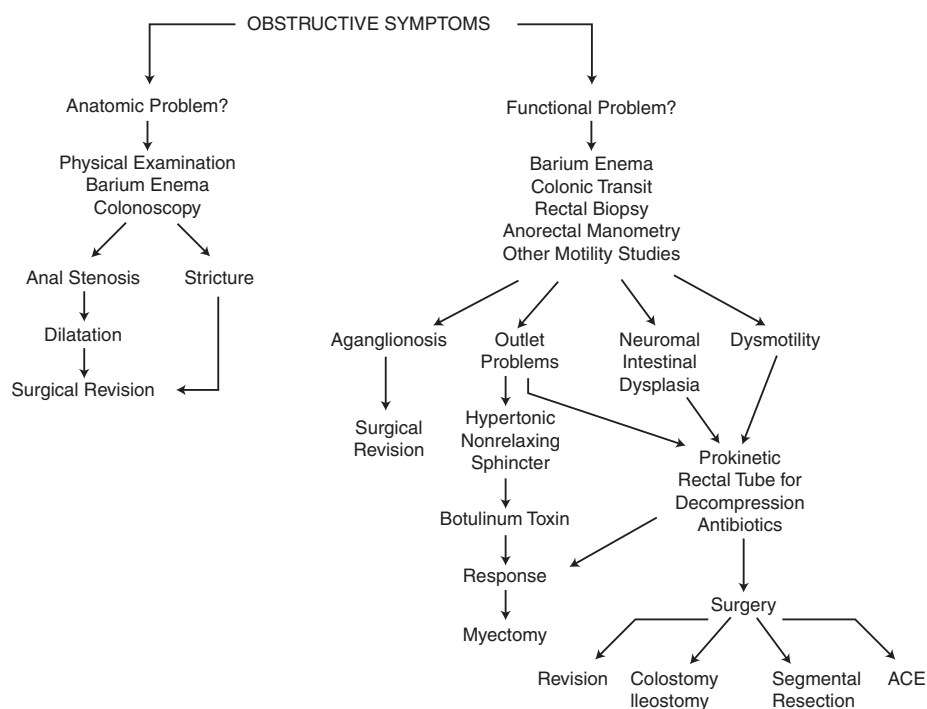 OBSTRUCTIVE SYMPTOMS
Anatomic Problem?
Physical Examination
Barium Enema
Colonoscopy
Anal Stenosis
Stricture
Dilatation
Surgical Revision
Functional Problem?
Barium Enema
Colonic Transit
Rectal Biopsy
Anorectal Manometry
Other Motility Studies
Aganglionosis
Surgical
Revision
Outlet
Problems
Hypertonic
Nonrelaxing
Sphincter
Botulinum Toxin
Response
Myectomy
Neuromal
Intestinal
Dysplasia
Dysmotility
Prokinetic
Rectal Tube for
Decompression
Antibiotics
Surgery
Revision
Colostomy
Ileostomy
Segmental
Resection
ACE